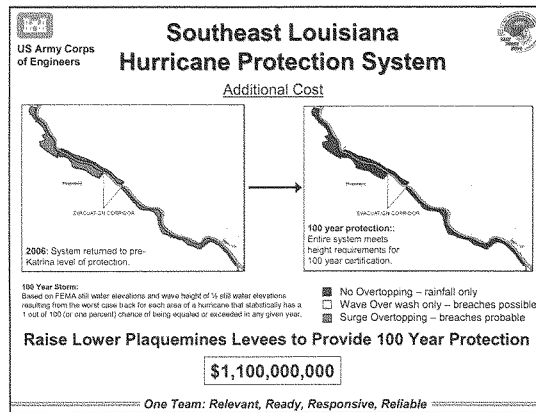 US Army Corps
of Engineers
Southeast Louisiana
Hurricane Protection System
Additional Cost
EVACUATION CORRIDOR
2006: System returned to pre-
Katrina level of protection.
EVACUATION CORRIDOR
100 year protection::
Entire system meets
height requirements for
100 year certification.
100 Year Storm:
Based on FEMA still water elevations and wave height of ½ still water elevations
resulting from the worst case track for each area of a hurricane that statistically has a
1 out of 100 (or one percent) chance of being equaled or exceeded in any given year.
No Overtopping – rainfall only
Wave Over wash only – breaches possible
Surge Overtopping – breaches probable
Raise Lower Plaquemines Levees to Provide 100 Year Protection
$1,100,000,000
One Team: Relevant, Ready, Responsive, Reliable